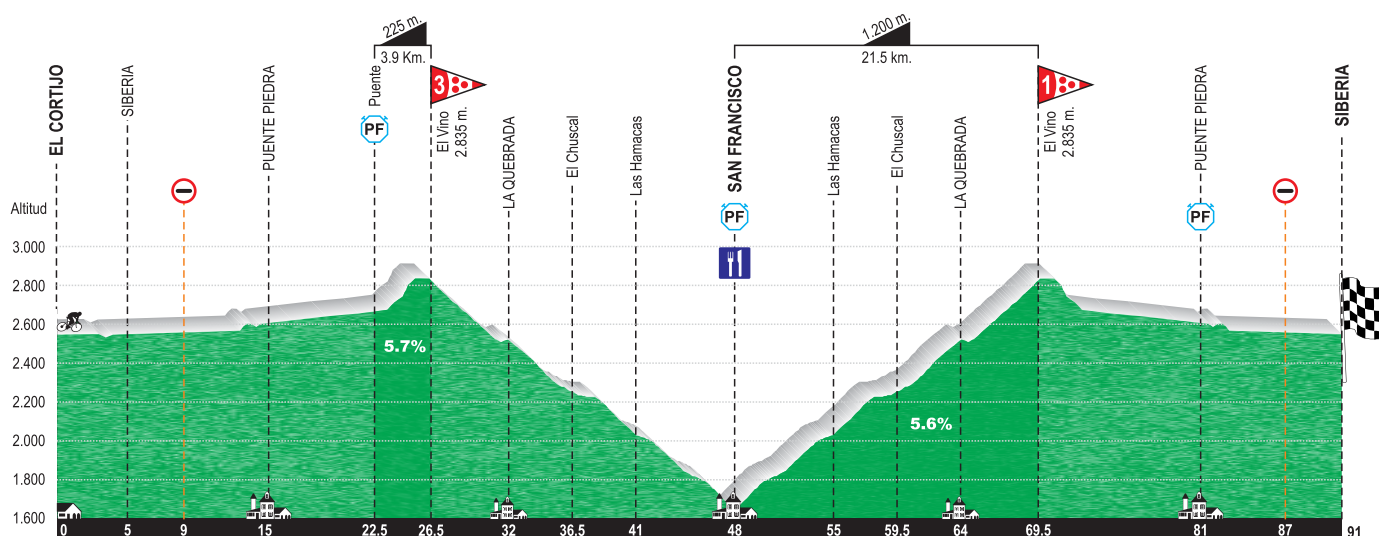 225 m.
3.9 Km.
1.200 m.
21.5 km.
EL CORTIJO
SIBERIA
PUENTE PIEDRA
Puente
PF
3
El Vino
2.835 m.
LA QUEBRADA
El Chuscal
Las Hamacas
SAN FRANCISCO
PF
Las Hamacas
El Chuscal
LA QUEBRADA
1
El Vino
2.835 m.
PUENTE PIEDRA
PF
SIBERIA
Altitud
3.000
2.800
2.600
2.400
2.200
2.000
1.800
1.600
5.7%
5.6%
0 5 9 15 22.5 26.5 32 36.5 41 48 55 59.5 64 69.5 81 87 91